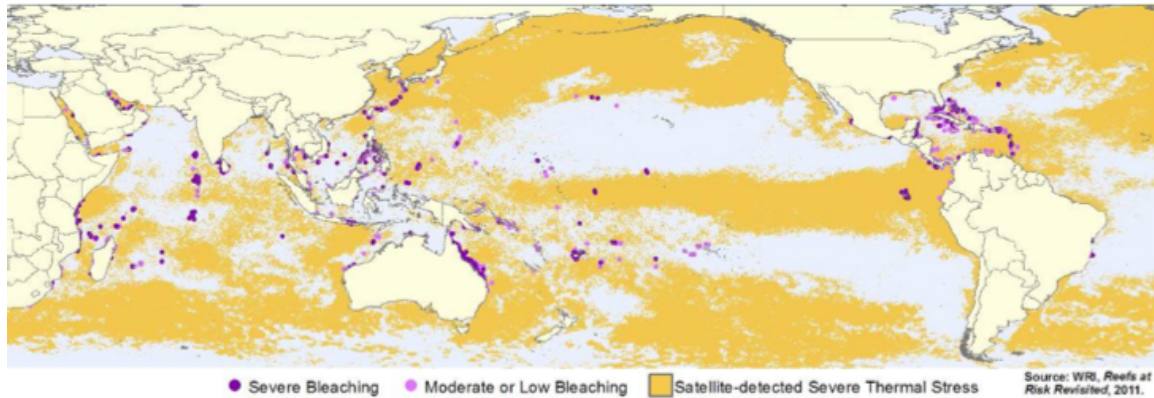 Severe Bleaching
Moderate or Low Bleaching
Satellite-detected Severe Thermal Stress
Source: WRI, Reefs at
Risk Revisited, 2011.